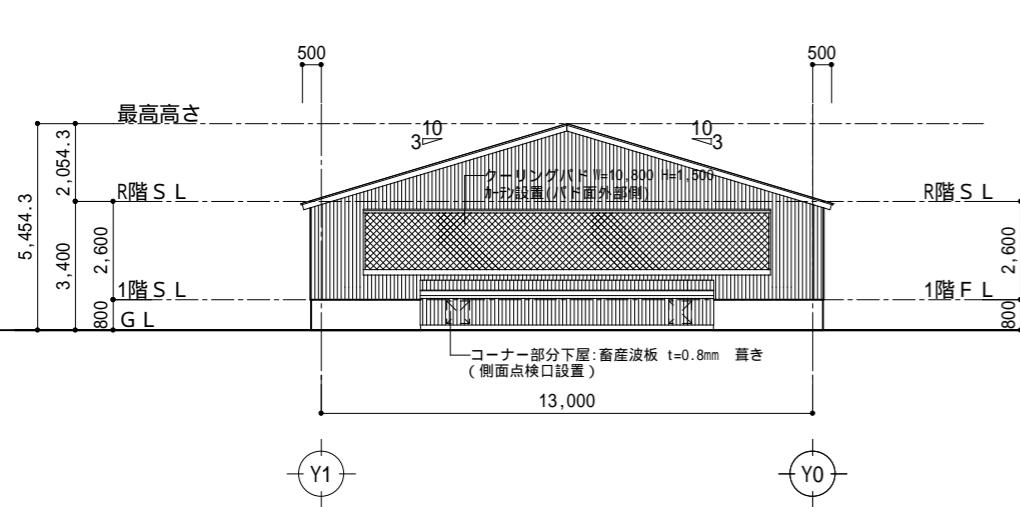 500
500
最高高さ
10
3
10
3
2,054.3
5,454.3
3,400
2,600
800
R階ＳＬ
R階ＳＬ
クーリングパド W=10,800 H=1,500
カーテン設置(パド面外部側)
2,600
800
1階ＳＬ
1階ＦＬ
ＧＬ
コーナー部分下屋:畜産波板 t=0.8mm 葺き
(側面点検口設置)
13,000
Y1
Y0